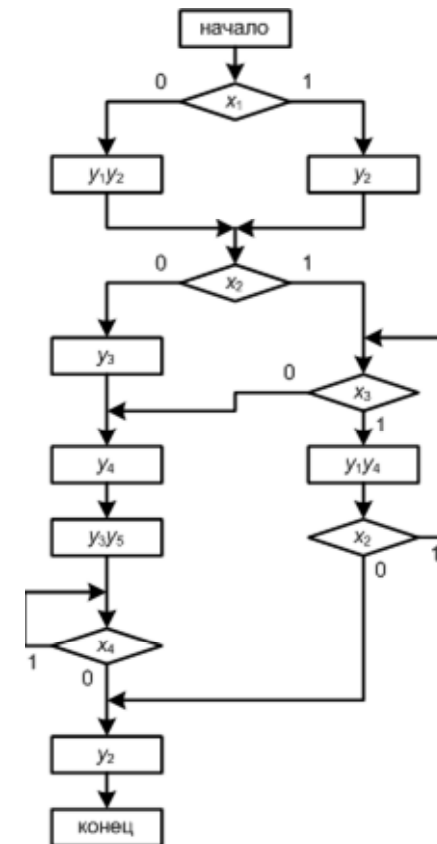 начало
0 1
x₁
y₁y₂ y₂
0 1
x₂
y₃
0
x₃
1
y₄ y₁y₄
y₃y₅ x₂
1
0
x₄
1
0
y₂
конец